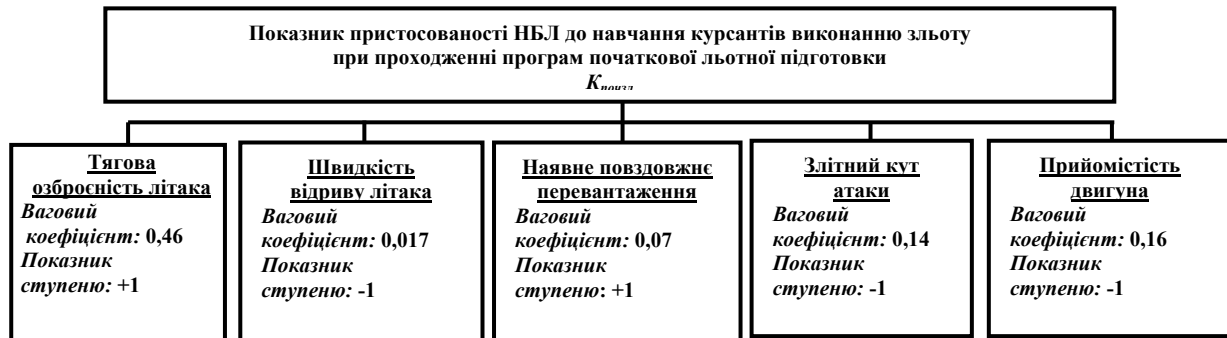 Показник пристосованості НБЛ до навчання курсантів виконанню зльоту
при проходженні програм початкової льотної підготовки
К
Тягова
озброєність літака
Ваговий
коефіцієнт: 0,46
Показник
ступеню: +1
Швидкість
відриву літака
Ваговий
коефіцієнт: 0,017
Показник
ступеню: -1
Наявне повздовжнє
перевантаження
Ваговий
коефіцієнт: 0,07
Показник
ступеню: +1
Злітний кут
атаки
Ваговий
коефіцієнт: 0,14
Показник
ступеню: -1
Прийомістість
двигуна
Ваговий
коефіцієнт: 0,16
Показник
ступеню: -1